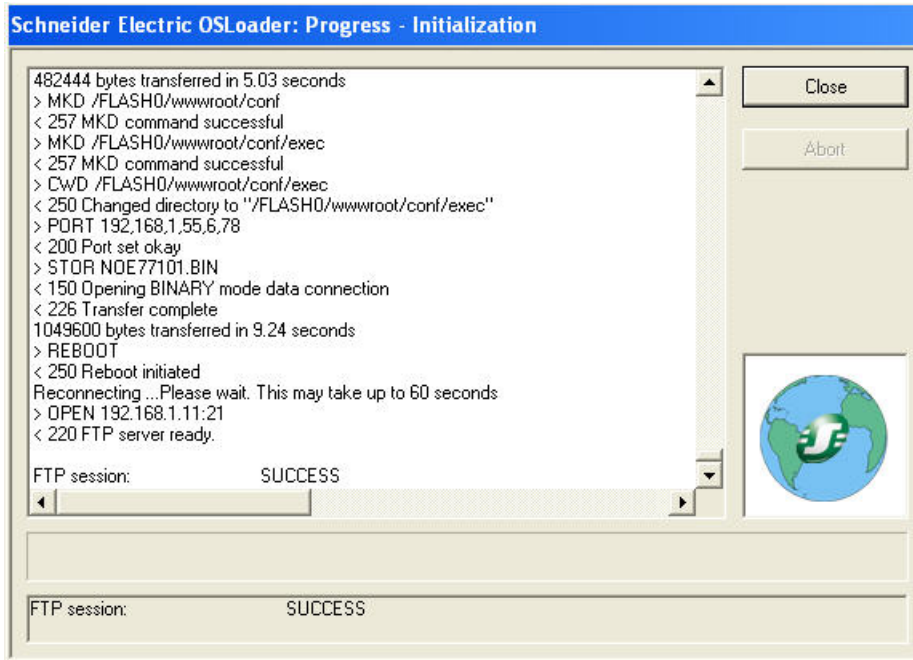 Schneider Electric OSLoader: Progress - Initialization
482444 bytes transferred in 5.03 seconds
> MKD /FLASH0/wwwroot/conf
< 257 MKD command successful
> MKD /FLASH0/wwwroot/conf/exec
< 257 MKD command successful
> CWD /FLASH0/wwwroot/conf/exec
< 250 Changed directory to "/FLASH0/wwwroot/conf/exec"
> PORT 192,168,1,55,6,78
< 200 Port set okay
> STOR NOE77101.BIN
< 150 Opening BINARY mode data connection
< 226 Transfer complete
1049600 bytes transferred in 9.24 seconds
> REBOOT
< 250 Reboot initiated
Reconnecting ...Please wait. This may take up to 60 seconds
> OPEN 192.168.1.11:21
< 220 FTP server ready.
FTP session: SUCCESS
Close
Abort
FTP session: SUCCESS